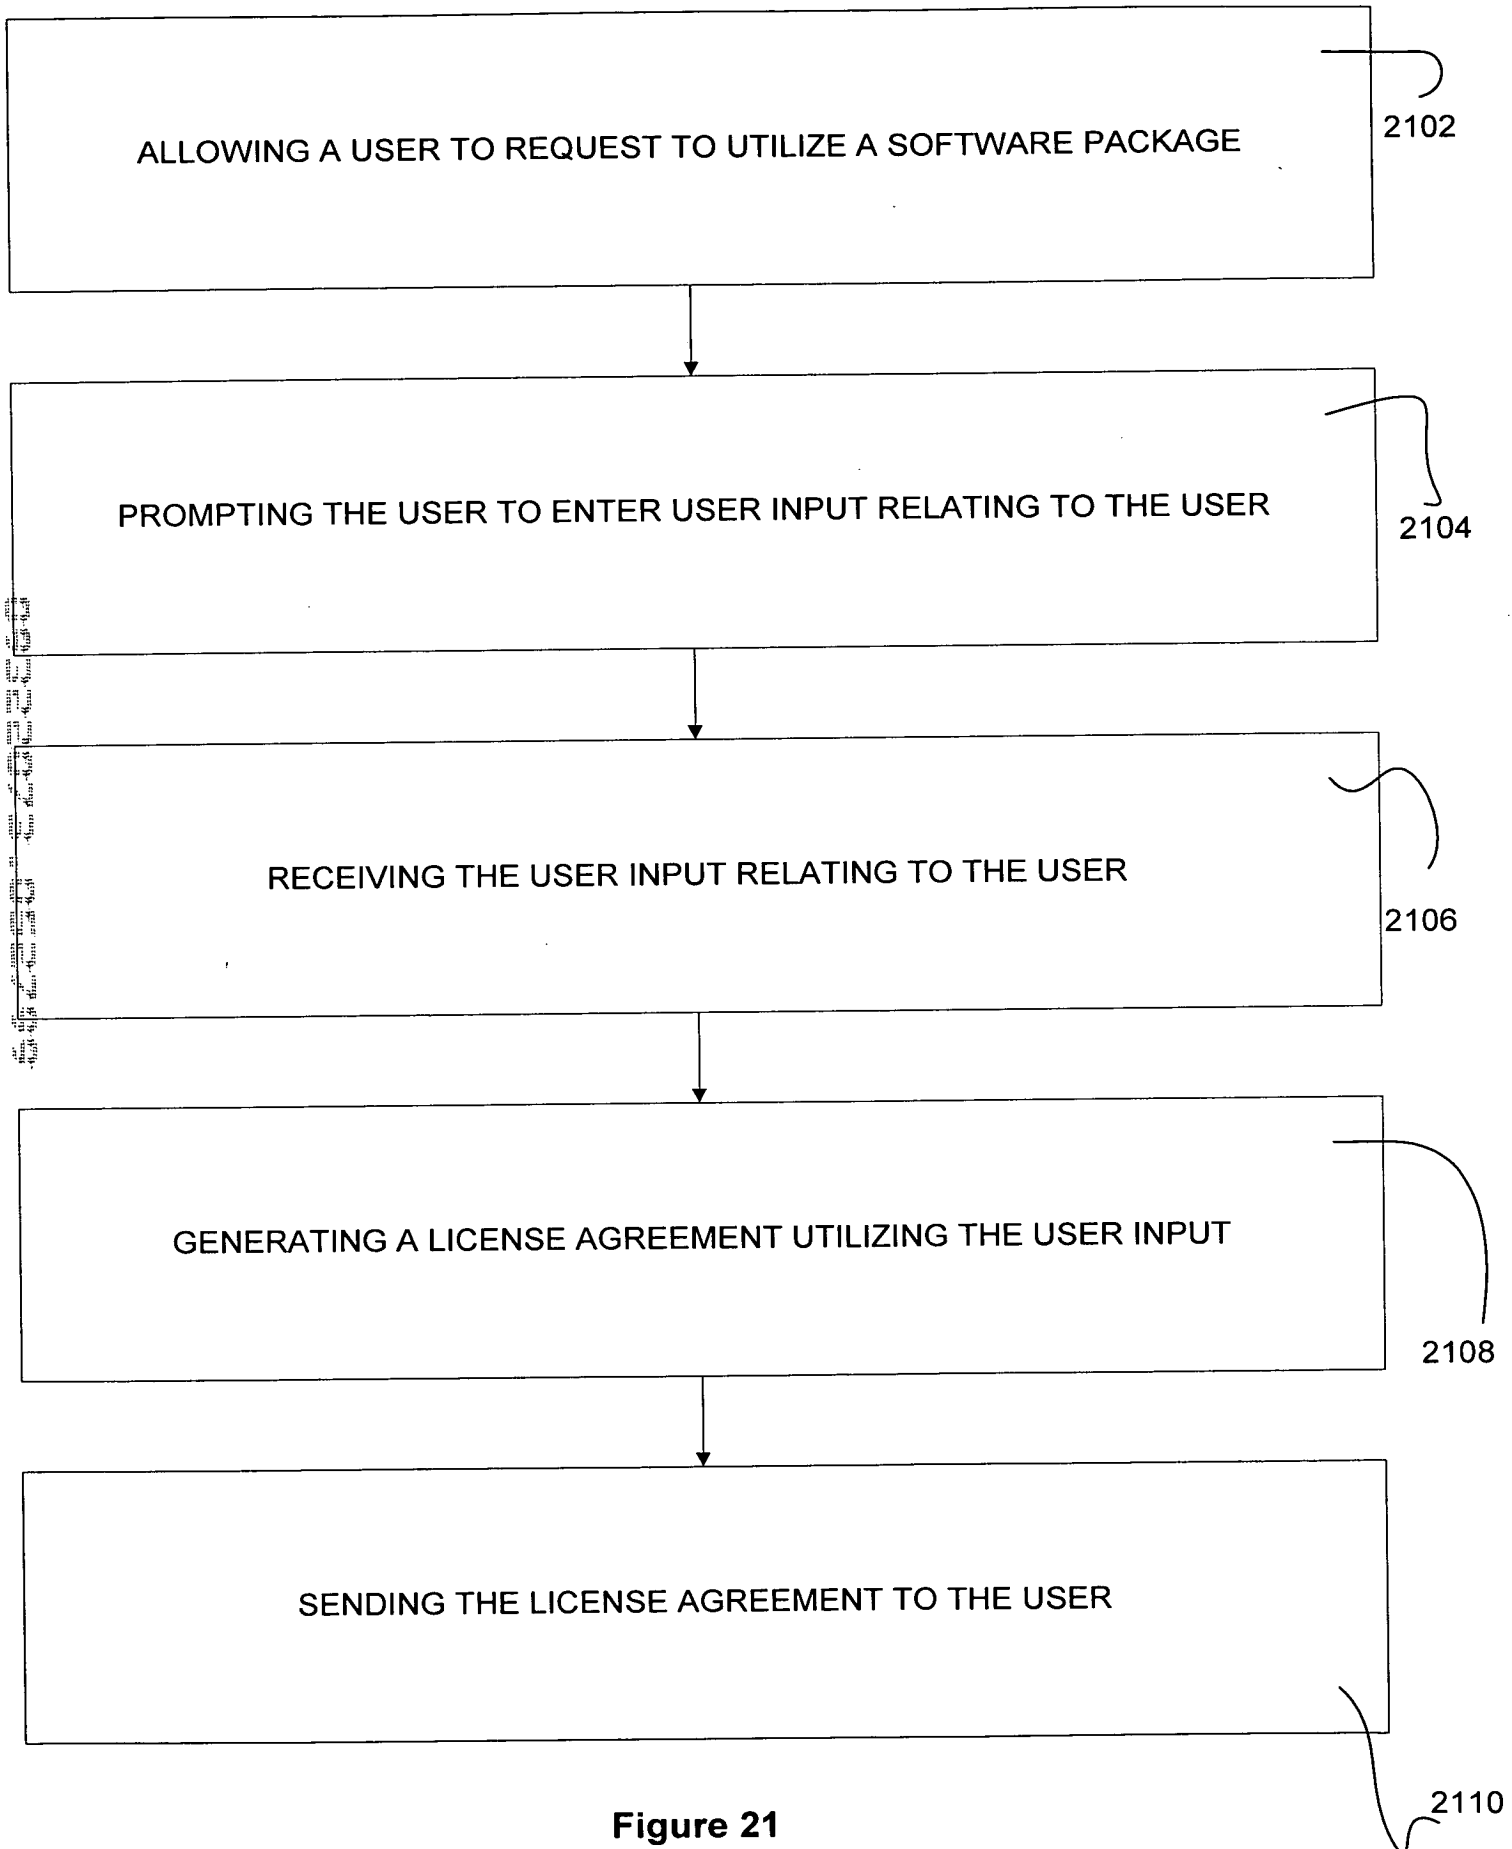 ALLOWING A USER TO REQUEST TO UTILIZE A SOFTWARE PACKAGE
2102
PROMPTING THE USER TO ENTER USER INPUT RELATING TO THE USER
2104
RECEIVING THE USER INPUT RELATING TO THE USER
2106
GENERATING A LICENSE AGREEMENT UTILIZING THE USER INPUT
2108
SENDING THE LICENSE AGREEMENT TO THE USER
2110
Figure 21